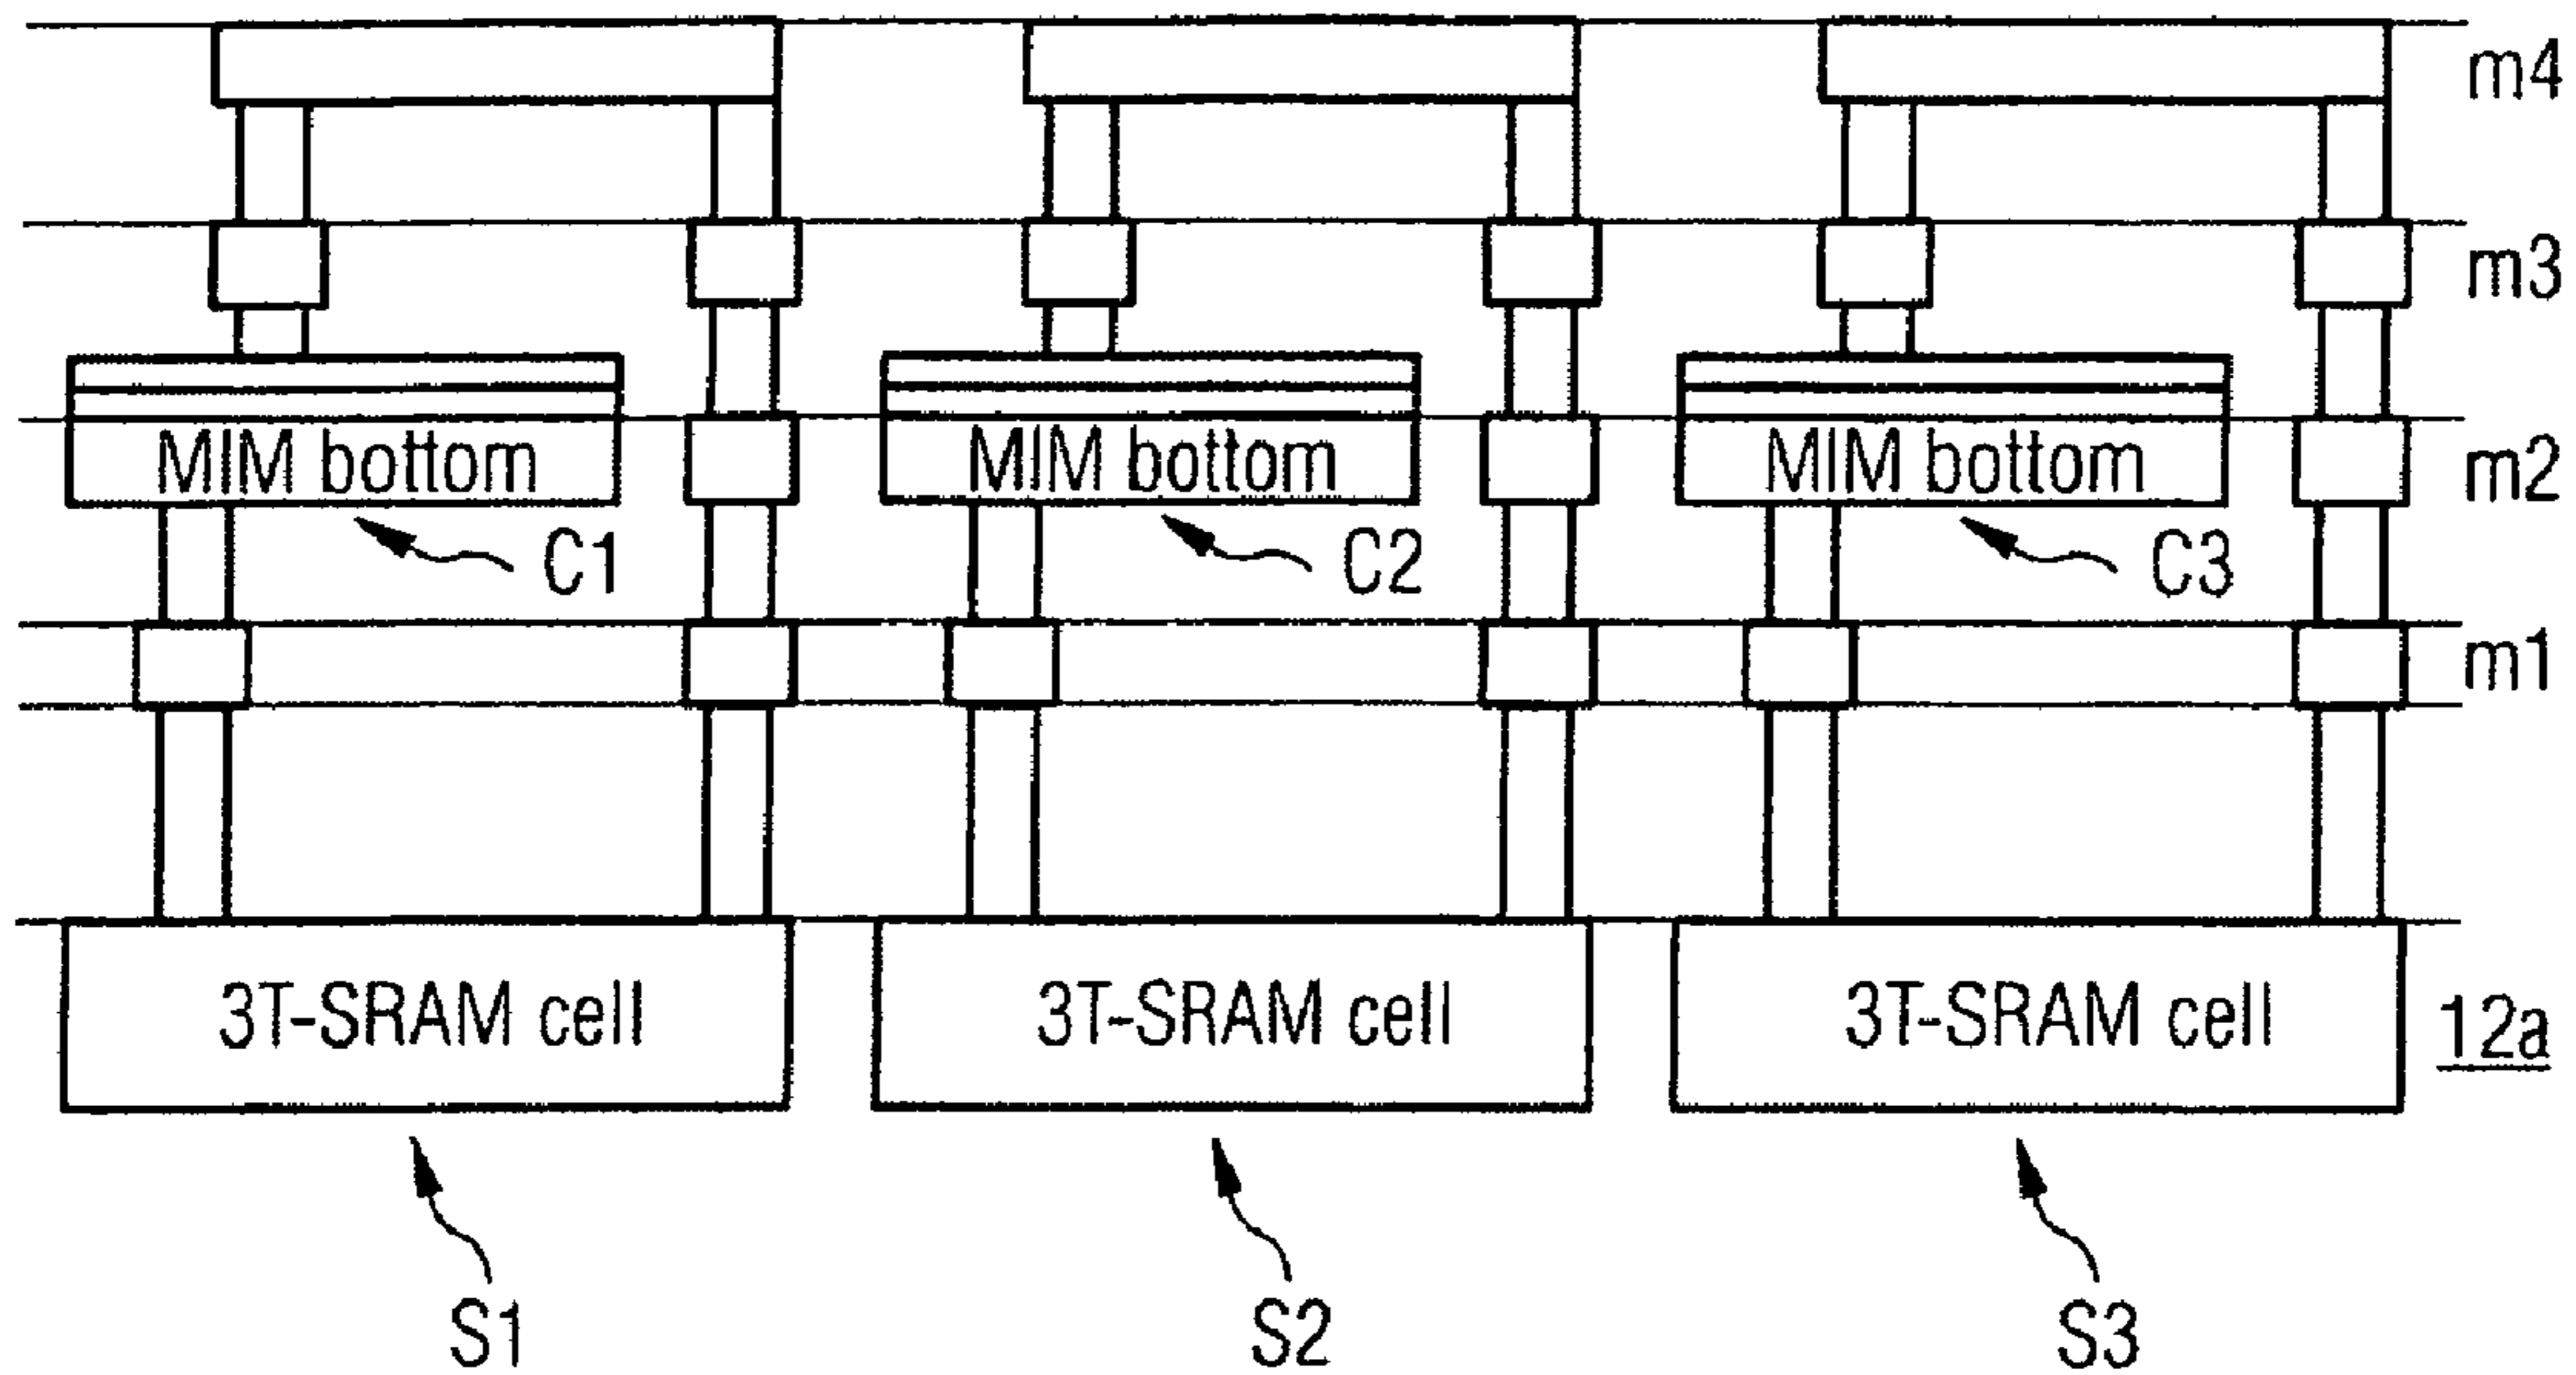 m4
m3
MIM bottom MIM bottom MIM bottom m2
C1 C2 C3
m1
3T-SRAM cell 3T-SRAM cell 3T-SRAM cell 12a
S1 S2 S3